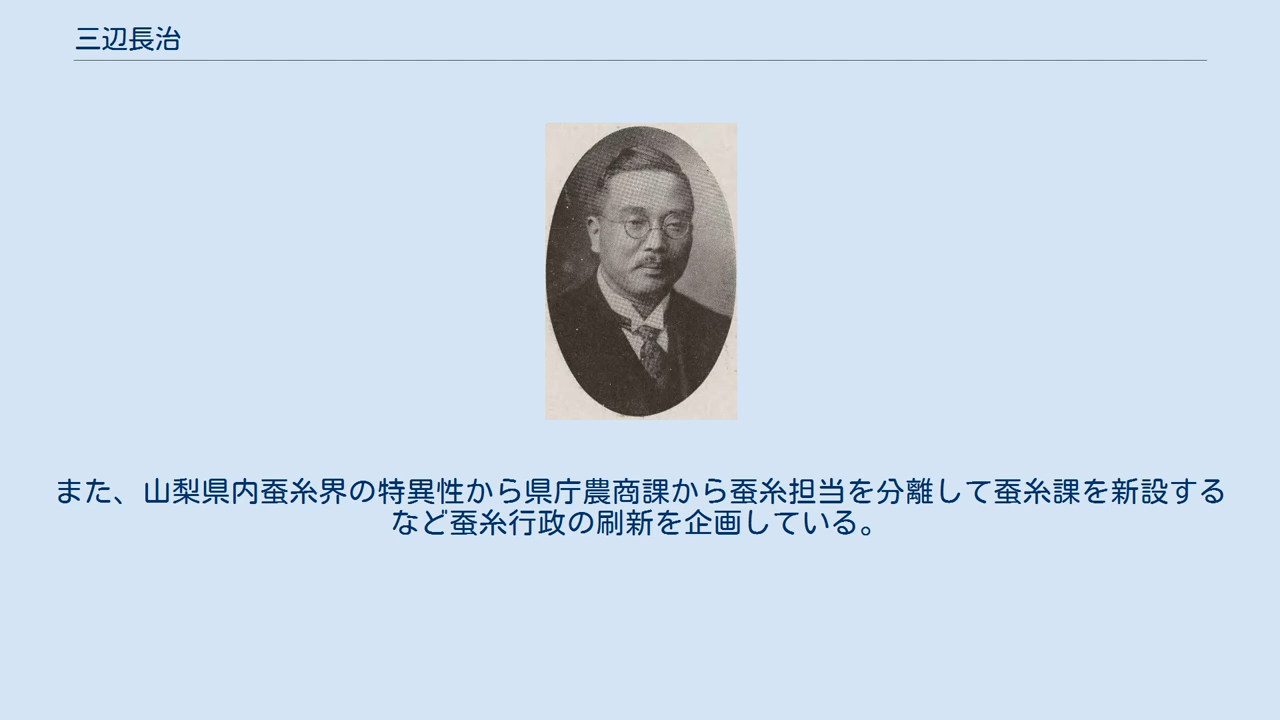 三辺長治
また、山梨県内蚕糸界の特異性から県庁農商課から蚕糸担当を分離して蚕糸課を新設する
など蚕糸行政の刷新を企画している。